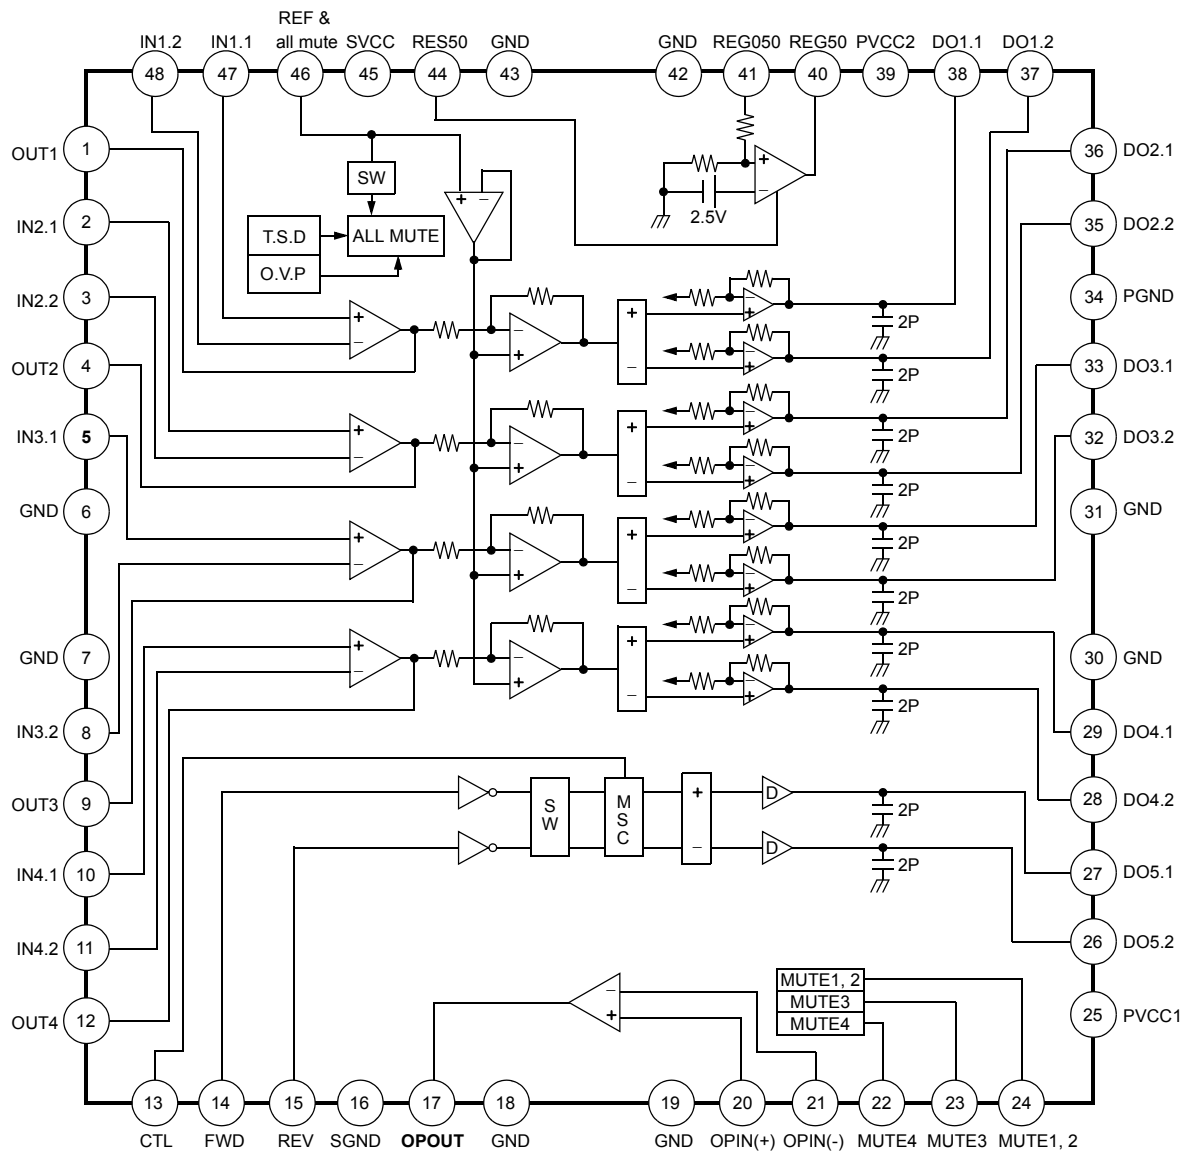 REF &
IN1.2 IN1.1 all mute SVCC RES50 GND GND REG050 REG50 PVCC2 DO1.1 DO1.2
48 47 46 45 44 43 42 41 40 39 38 37
OUT1 1
36 DO2.1
SW
2.5V
IN2.1 2
35 DO2.2
T.S.D ALL MUTE
O.V.P
IN2.2 3
34 PGND
2P
OUT2 4
33 DO3.1
2P
IN3.1 5
32 DO3.2
2P
2P
GND 6
31 GND
2P
2P
GND 7
30 GND
2P
2P
IN3.2 8
29 DO4.1
OUT3 9
28 DO4.2
SW
MSC
D
2P
D
2P
IN4.1 10
27 DO5.1
IN4.2 11
26 DO5.2
MUTE1, 2
MUTE3
MUTE4
OUT4 12
25 PVCC1
13 14 15 16 17 18 19 20 21 22 23 24
CTL FWD REV SGND OPOUT GND GND OPIN(+) OPIN(-) MUTE4 MUTE3 MUTE1, 2